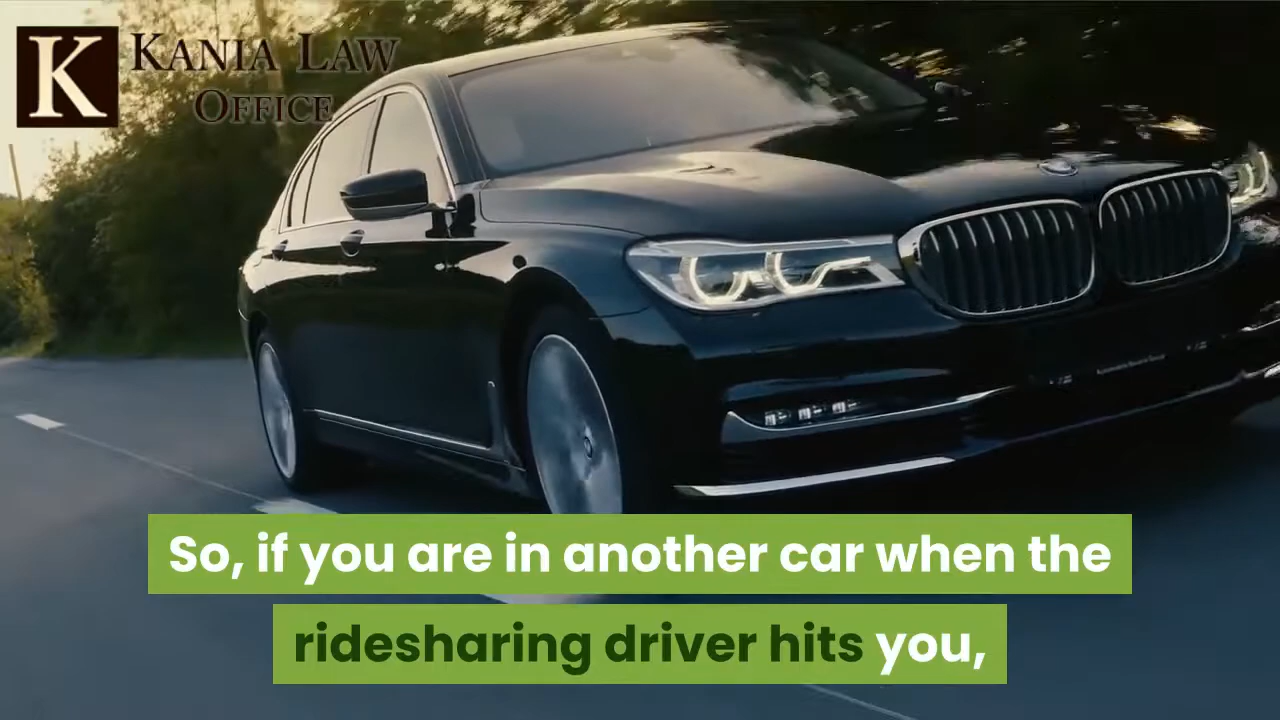 K
KANIA LAW
OFFICE
So, if you are in another car when the
ridesharing driver hits you,